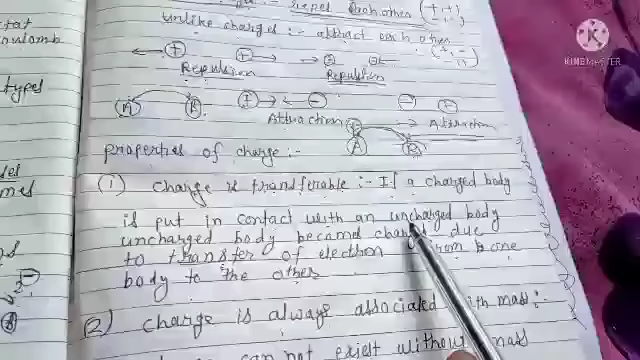 repel each other (+ +)
unlike charges :- attract each other
+ + - -
Repulsion Repulsion
A B + - - +
Attraction Attraction
A B
properties of charge :-
(1) charge is transferable :- If a charged body
is put in contact with an uncharged body
uncharged body became charged due
to transfer of electron from one
body to the other
(2) charge is always associated with mass :-
can not exist without mass
KINEMASTER
types